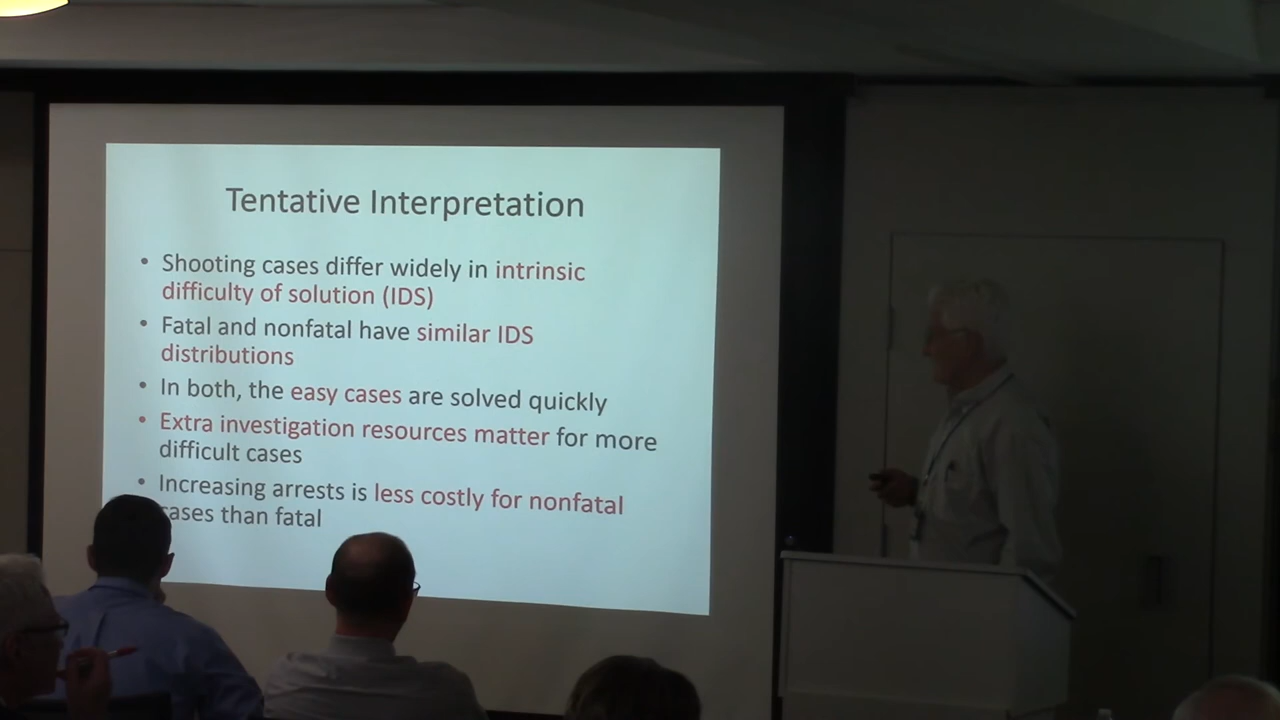 Tentative Interpretation
• Shooting cases differ widely in intrinsic
difficulty of solution (IDS)
• Fatal and nonfatal have similar IDS
distributions
• In both, the easy cases are solved quickly
• Extra investigation resources matter for more
difficult cases
• Increasing arrests is less costly for nonfatal
cases than fatal